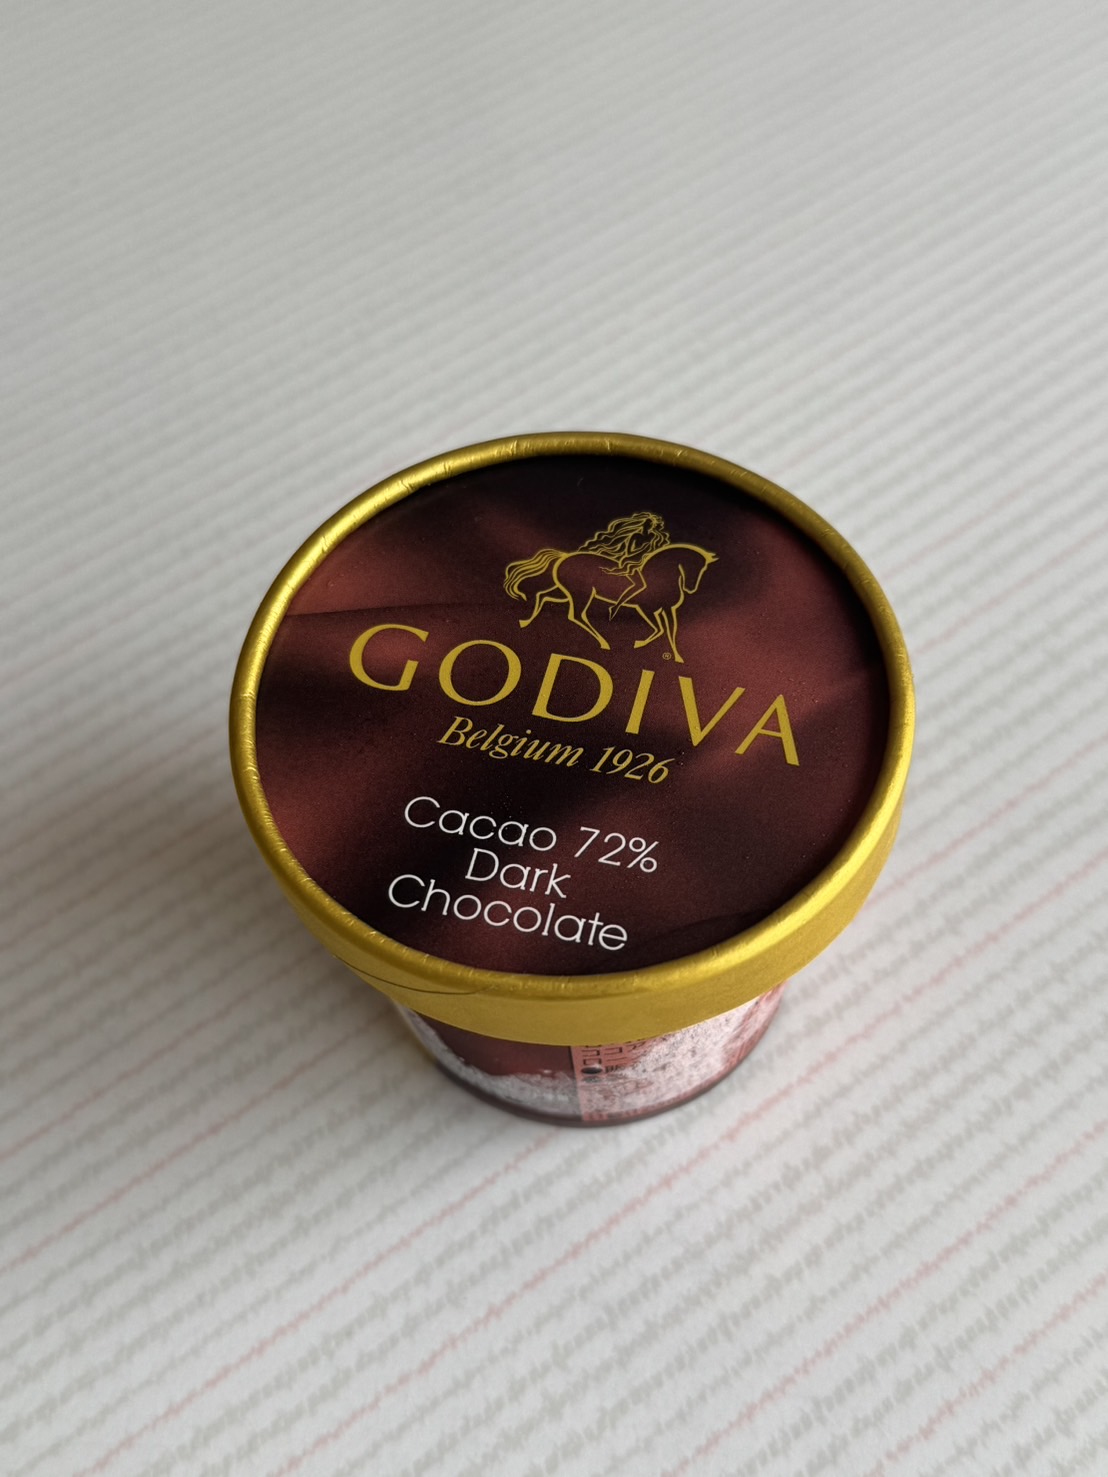 GODIVA®
Belgium 1926
Cacao 72%
Dark
Chocolate